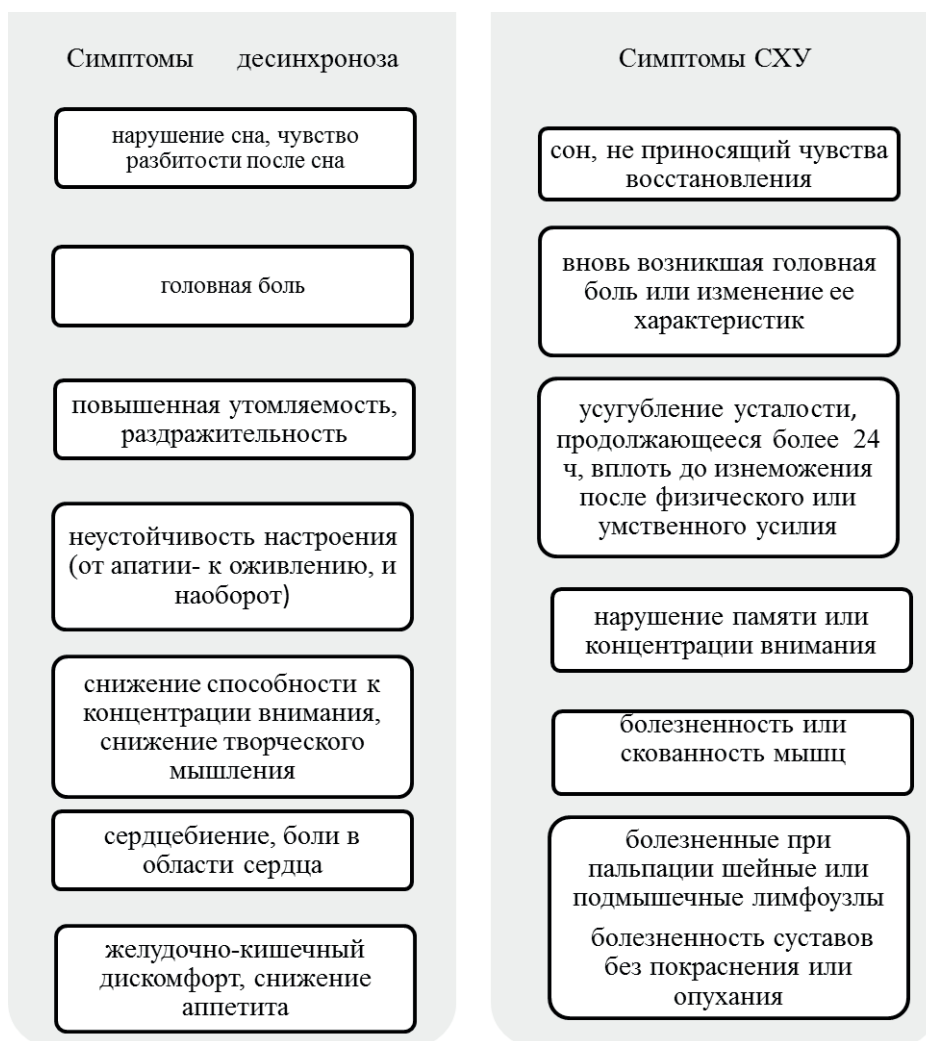 Симптомы десинхроноза
нарушение сна, чувство
разбитости после сна
головная боль
повышенная утомляемость,
раздражительность
неустойчивость настроения
(от апатии- к оживлению, и
наоборот)
снижение способности к
концентрации внимания,
снижение творческого
мышления
сердцебиение, боли в
области сердца
желудочно-кишечный
дискомфорт, снижение
аппетита
Симптомы СХУ
сон, не приносящий чувства
восстановления
вновь возникшая головная
боль или изменение ее
характеристик
усугубление усталости,
продолжающееся более 24
ч, вплоть до изнеможения
после физического или
умственного усилия
нарушение памяти или
концентрации внимания
болезненность или
скованность мышц
болезненные при
пальпации шейные или
подмышечные лимфоузлы
болезненность суставов
без покраснения или
опухания